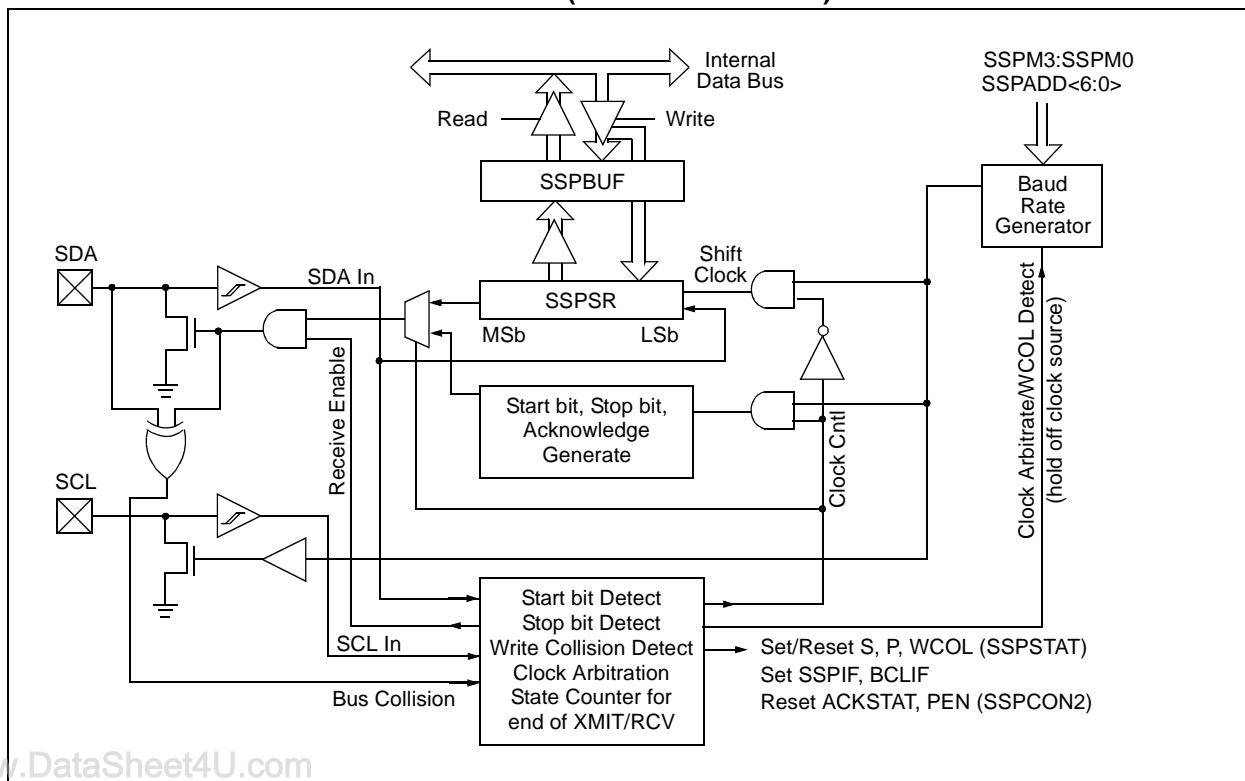 Internal
Data Bus
SSPM3:SSPM0
SSPADD<6:0>
Read
Write
SSPBUF
Baud
Rate
Generator
SDA
SDA In
Shift
Clock
SSPSR
MSb
LSb
Receive Enable
Start bit, Stop bit,
Acknowledge
Generate
Clock Cntl
Clock Arbitrate/WCOL Detect
(hold off clock source)
SCL
SCL In
Bus Collision
Start bit Detect
Stop bit Detect
Write Collision Detect
Clock Arbitration
State Counter for
end of XMIT/RCV
Set/Reset S, P, WCOL (SSPSTAT)
Set SSPIF, BCLIF
Reset ACKSTAT, PEN (SSPCON2)
w.DataSheet4U.com